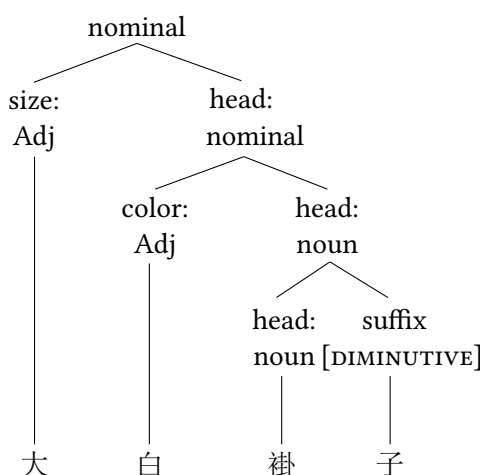 nominal
size: head:
Adj nominal
color: head:
Adj noun
head: suffix
noun [DIMINUTIVE]
大 白 褂 子